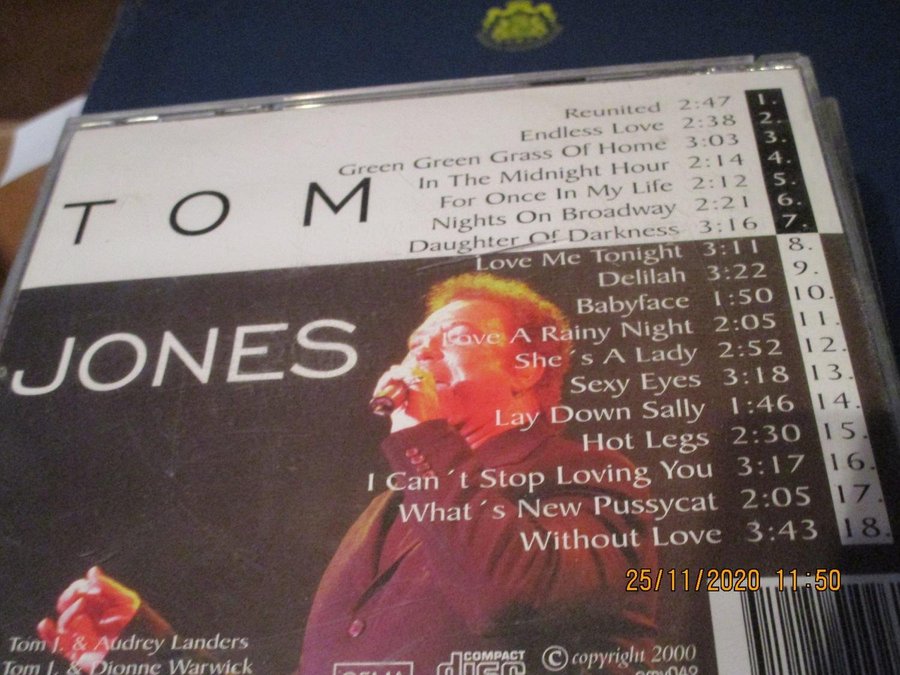 Reunited 2:47 1.
Endless Love 2:38 2.
Green Green Grass Of Home 3:03 3.
In The Midnight Hour 2:14 4.
For Once In My Life 2:12 5.
Nights On Broadway 2:21 6.
Daughter Of Darkness 3:16 7.
TOM
Love Me Tonight 3:11 8.
Delilah 3:22 9.
Babyface 1:50 10.
Love A Rainy Night 2:05 11.
She´s A Lady 2:52 12.
JONES
Sexy Eyes 3:18 13.
Lay Down Sally 1:46 14.
Hot Legs 2:30 15.
I Can´t Stop Loving You 3:17 16.
What´s New Pussycat 2:05 17.
Without Love 3:43 18.
25/11/2020 11:50
Tom J. & Audrey Landers
Tom J. & Dionne Warwick
COMPACT
disc
© copyright 2000